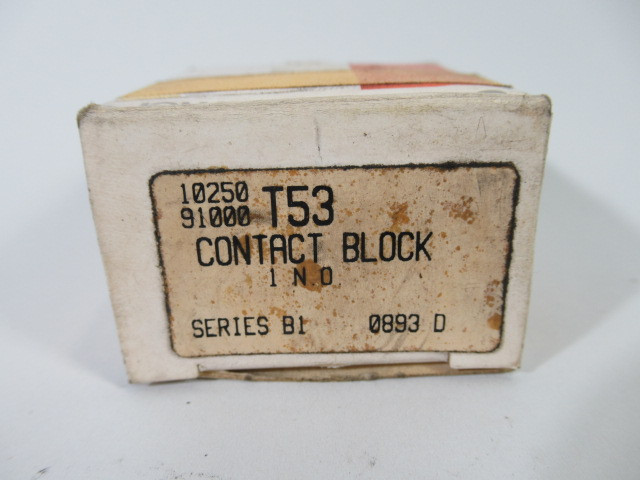 10250
91000 T53
CONTACT BLOCK
1 N.O
SERIES B1 0893 D